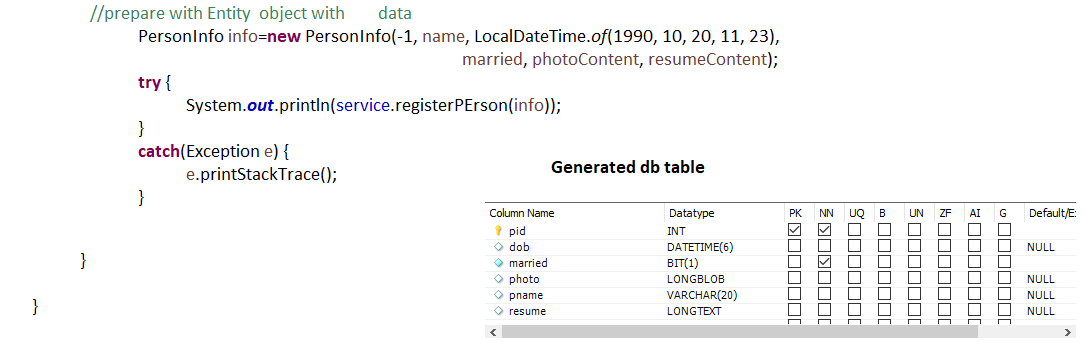 //prepare with Entity object with data
PersonInfo info=new PersonInfo(-1, name, LocalDateTime.of(1990, 10, 20, 11, 23),
married, photoContent, resumeContent);
try {
System.out.println(service.registerPErson(info));
}
catch(Exception e) {
e.printStackTrace();
}
}
}
Generated db table
Column Name Datatype PK NN UQ B UN ZF AI G Default/Ex
pid INT
dob DATETIME(6) NULL
married BIT(1)
photo LONGBLOB NULL
pname VARCHAR(20) NULL
resume LONGTEXT NULL